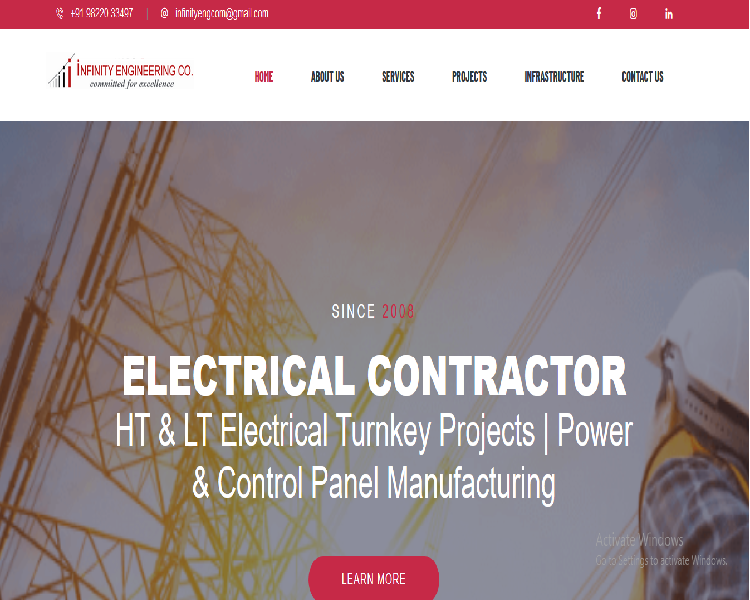 +91 98220 33497 | infinityengcom@gmail.com
INFINITY ENGINEERING CO.
committed for excellence
HOME ABOUT US SERVICES PROJECTS INFRASTRUCTURE CONTACT US
SINCE 2008
ELECTRICAL CONTRACTOR
HT & LT Electrical Turnkey Projects | Power
& Control Panel Manufacturing
Activate Windows
Go to Settings to activate Windows.
LEARN MORE